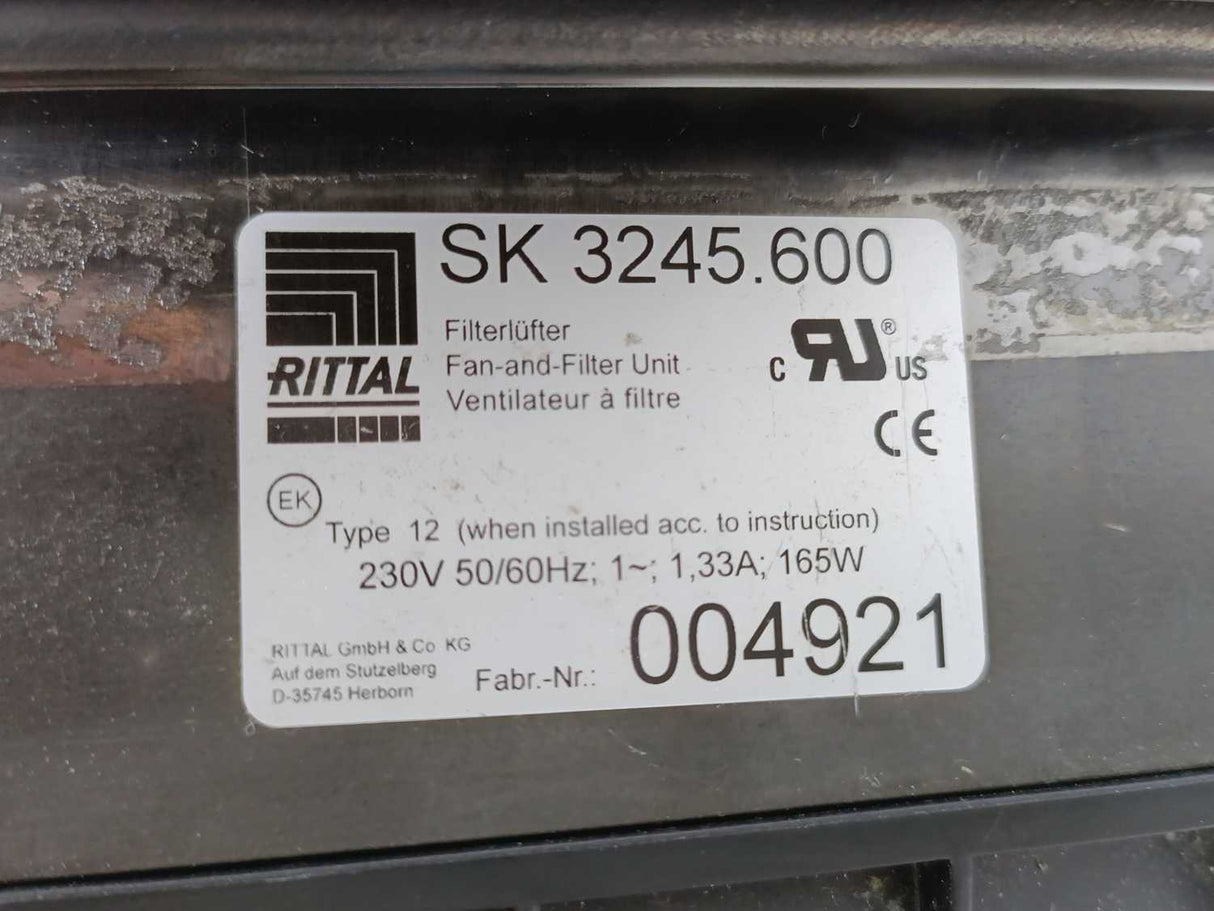 SK 3245.600
RITTAL
Filterlüfter
Fan-and-Filter Unit
Ventilateur à filtre
C RU® US
CE
EK
Type 12 (when installed acc. to instruction)
230V 50/60Hz; 1~; 1,33A; 165W
RITTAL GmbH & Co KG
Auf dem Stutzelberg
D-35745 Herborn
Fabr.-Nr.: 004921